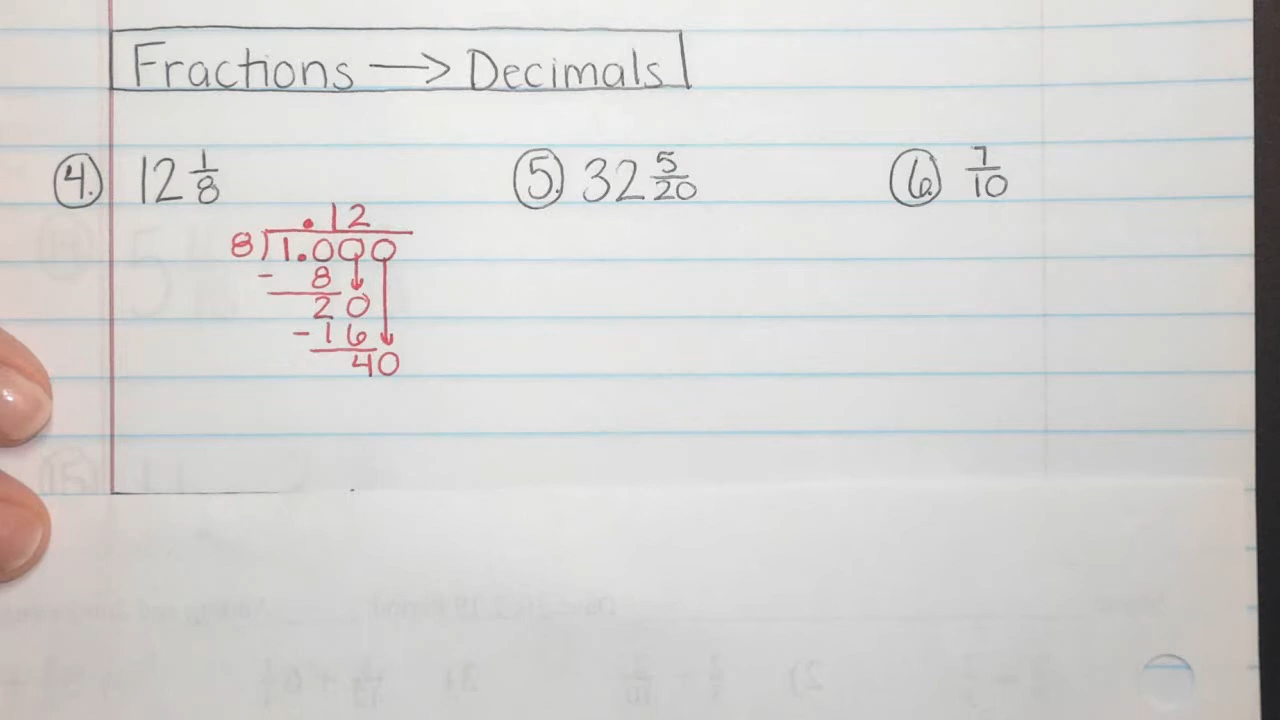 Fractions → Decimals
4. 12 1/8
5. 32 5/20
6. 7/10
.12
8)1.000
- 8
20
-16
40